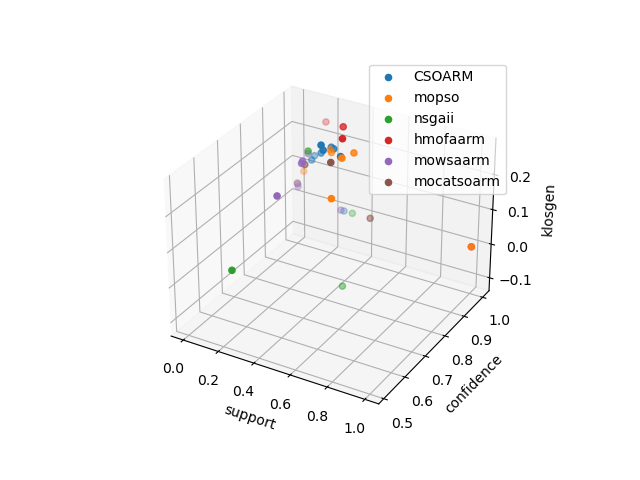 CSOARM
mopso
nsgaii
hmofaarm
mowsaarm
mocatsoarm
0.2
0.1
0.0
−0.1
klosgen
1.0
0.9
0.8
0.7
0.6
0.5
confidence
0.0
0.2
0.4
0.6
0.8
1.0
support